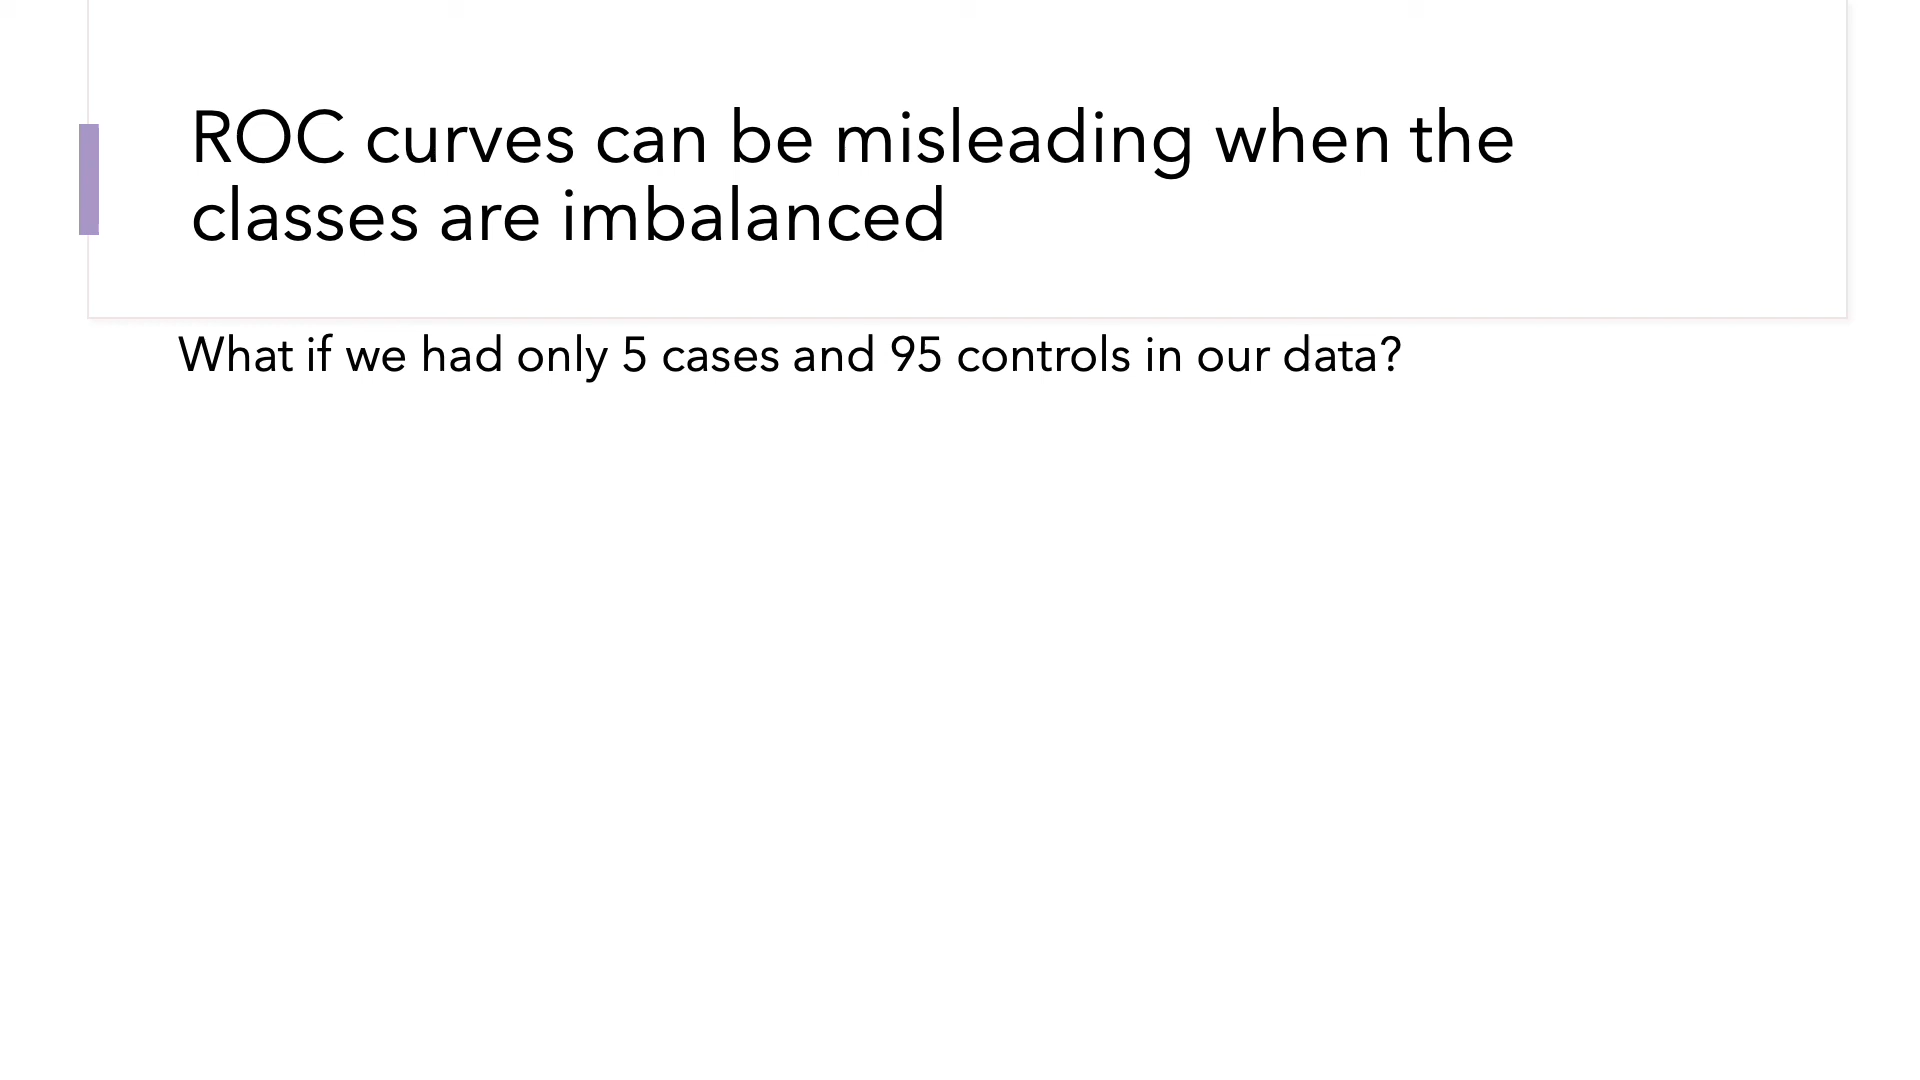 ROC curves can be misleading when the
classes are imbalanced
What if we had only 5 cases and 95 controls in our data?